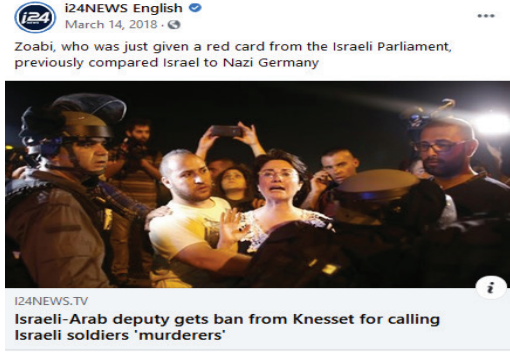 i24
i24NEWS English
March 14, 2018 ·
Zoabi, who was just given a red card from the Israeli Parliament,
previously compared Israel to Nazi Germany
i
I24NEWS.TV
Israeli-Arab deputy gets ban from Knesset for calling
Israeli soldiers 'murderers'